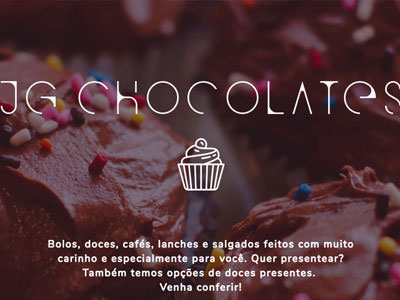 JG CHOCOLATES
Bolos, doces, cafés, lanches e salgados feitos com muito
carinho e especialmente para você. Quer presentear?
Também temos opções de doces presentes.
Venha conferir!